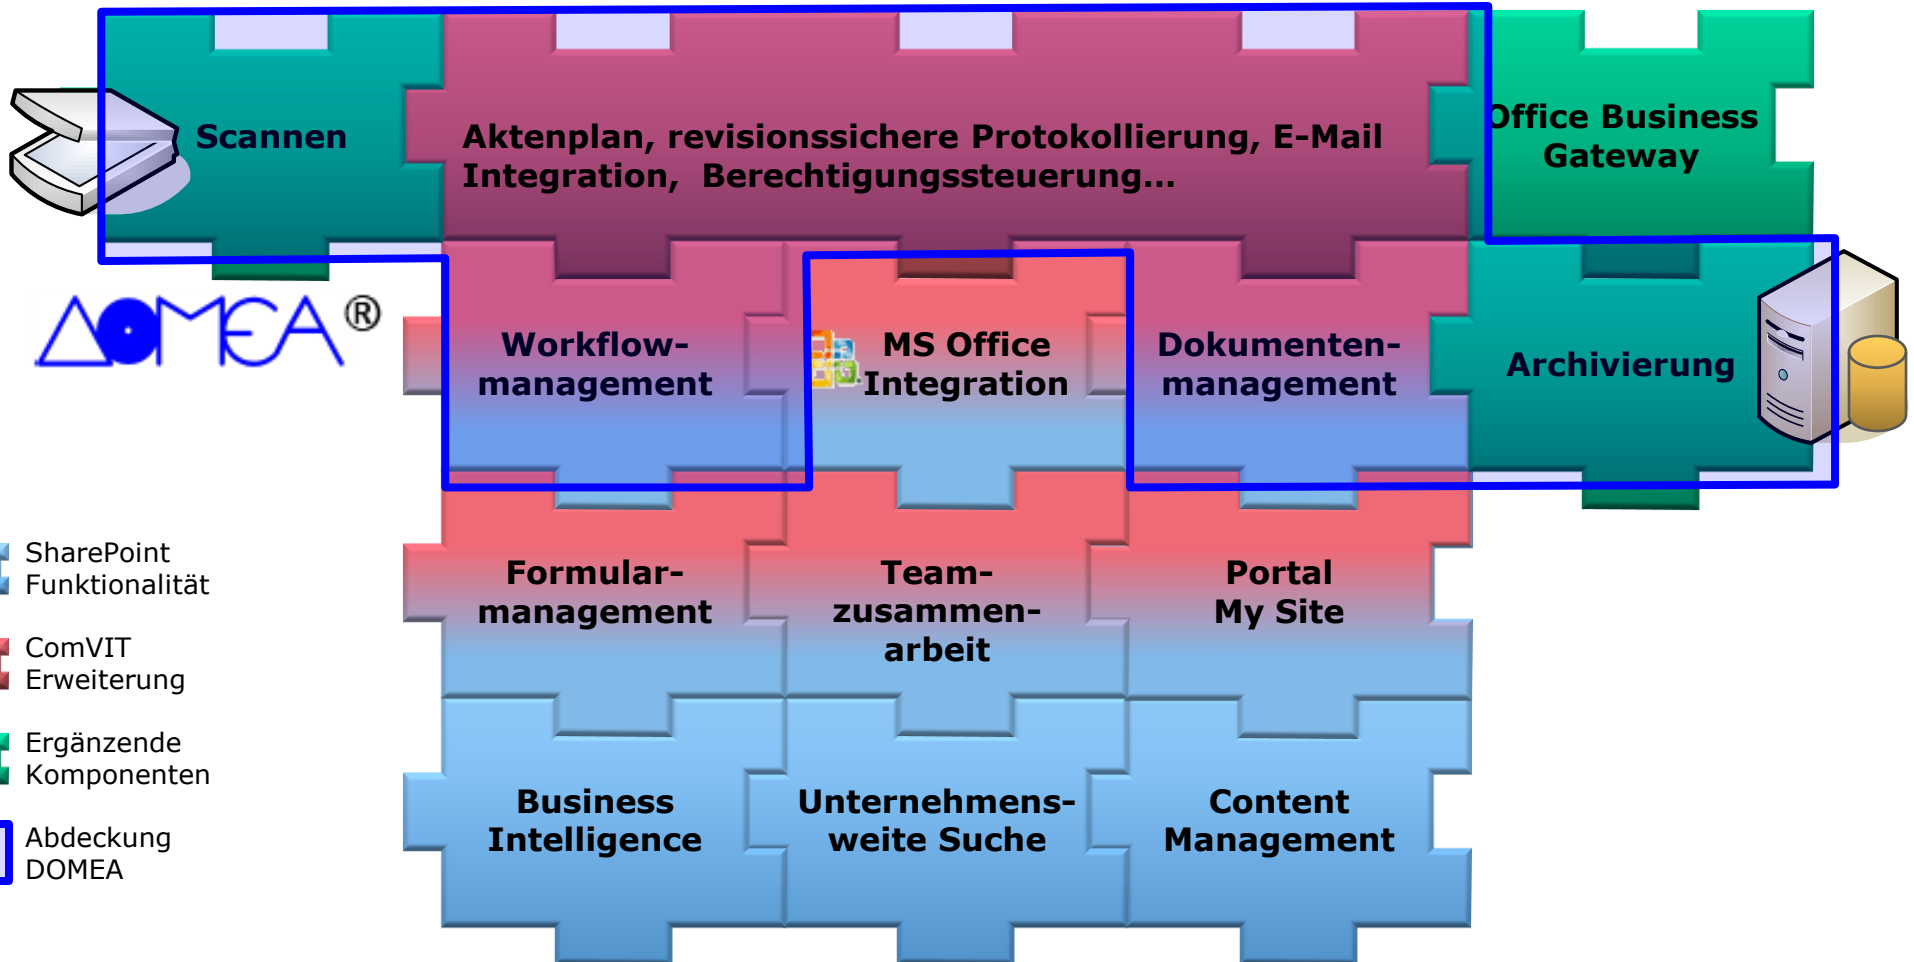 Scannen
Aktenplan, revisionssichere Protokollierung, E-Mail
Integration, Berechtigungssteuerung...
Office Business
Gateway
DOMEA®
Workflow-
management
MS Office
Integration
Dokumenten-
management
Archivierung
SharePoint
Funktionalität
ComVIT
Erweiterung
Ergänzende
Komponenten
Abdeckung
DOMEA
Formular-
management
Team-
zusammen-
arbeit
Portal
My Site
Business
Intelligence
Unternehmens-
weite Suche
Content
Management